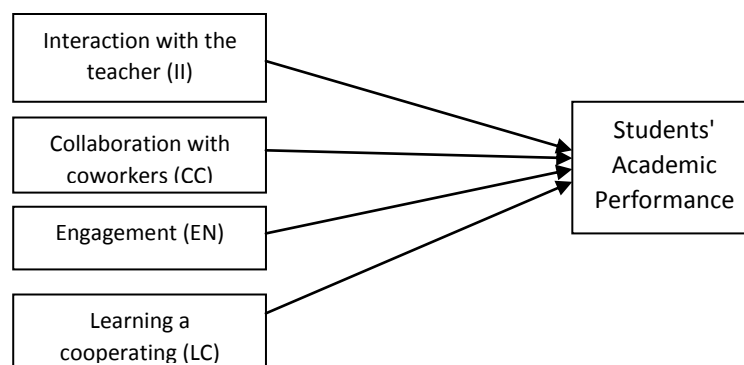 Interaction with the
teacher (II)
Collaboration with
coworkers (CC)
Engagement (EN)
Learning a
cooperating (LC)
Students'
Academic
Performance